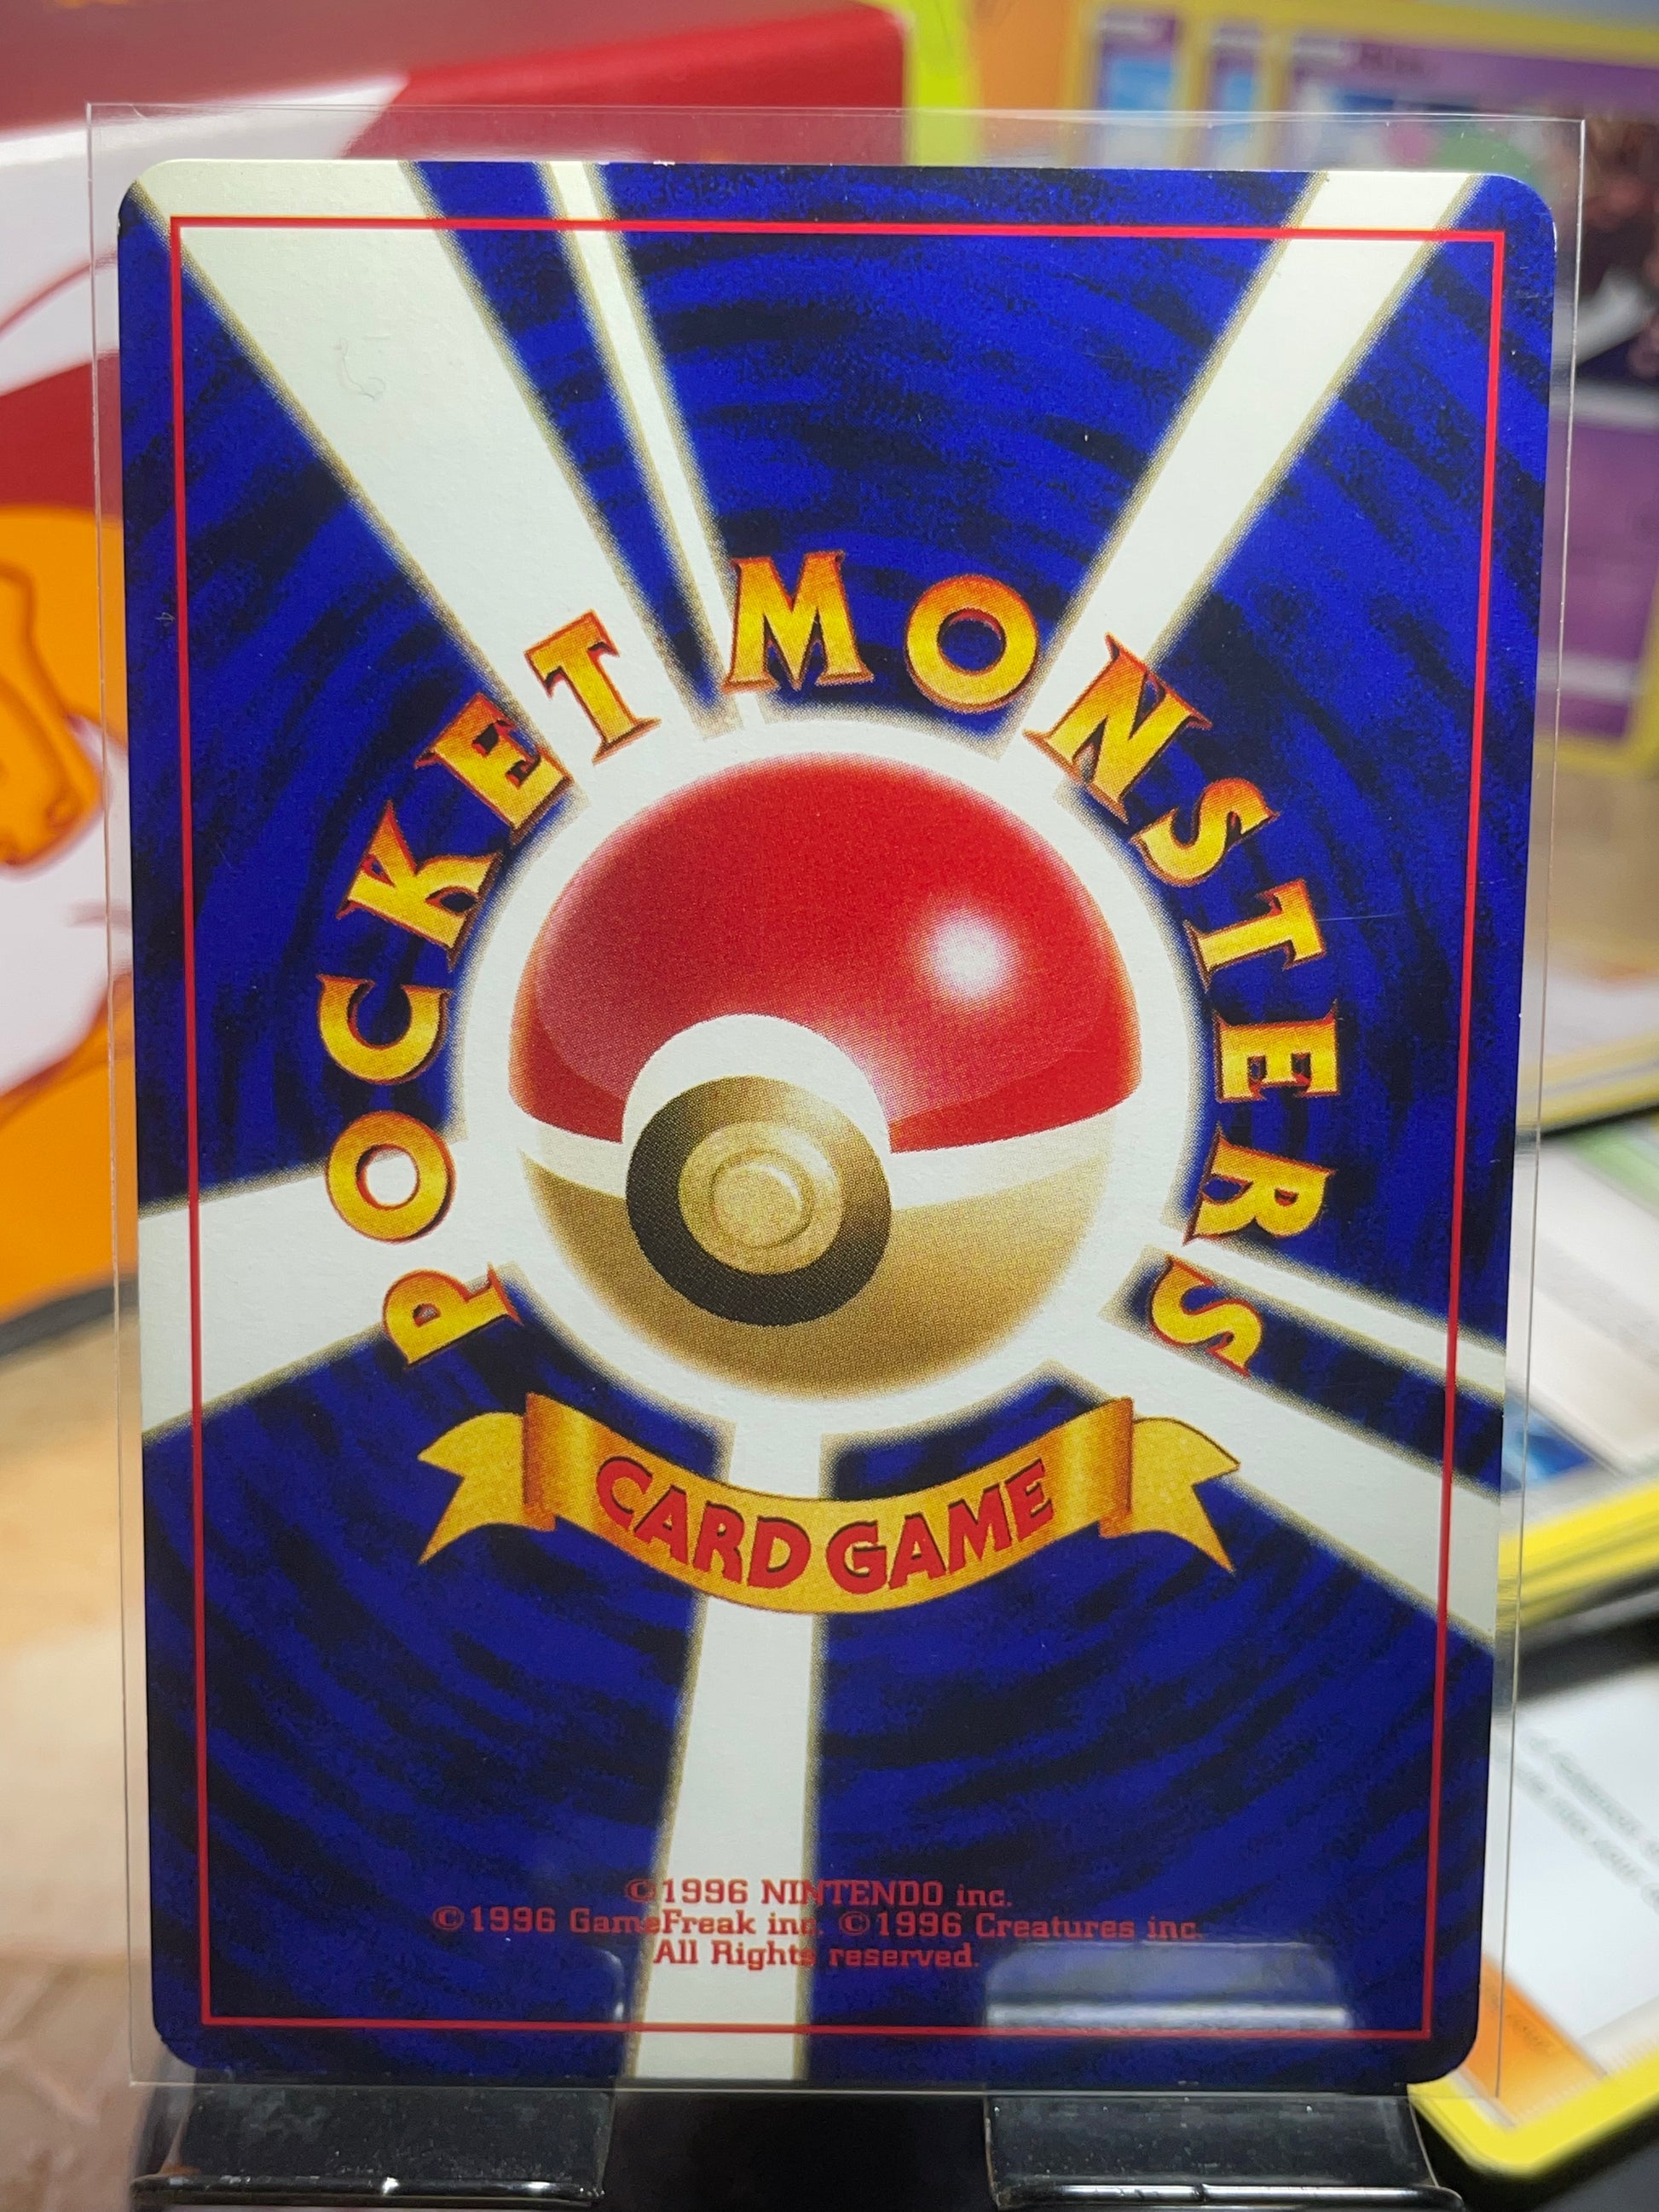 POCKET MONSTERS
CARD GAME
©1996 NINTENDO inc.
©1996 GameFreak inc. ©1996 Creatures inc.
All Rights reserved.